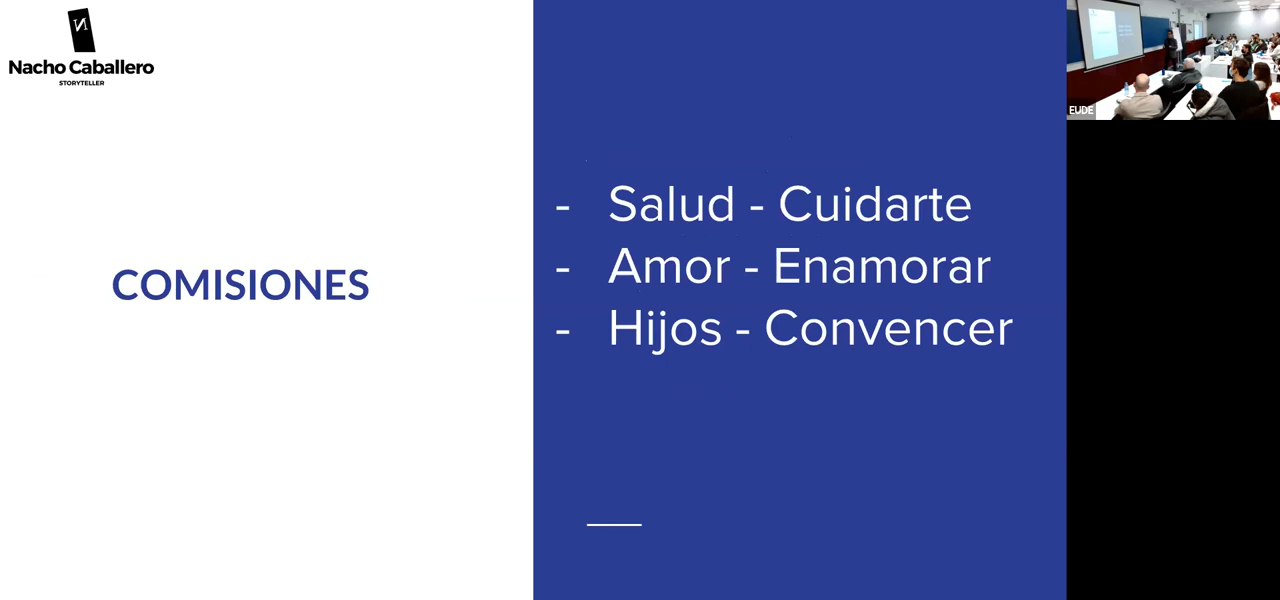 Nacho Caballero
STORYTELLER
COMISIONES
- Salud - Cuidarte
- Amor - Enamorar
- Hijos - Convencer
EUDE